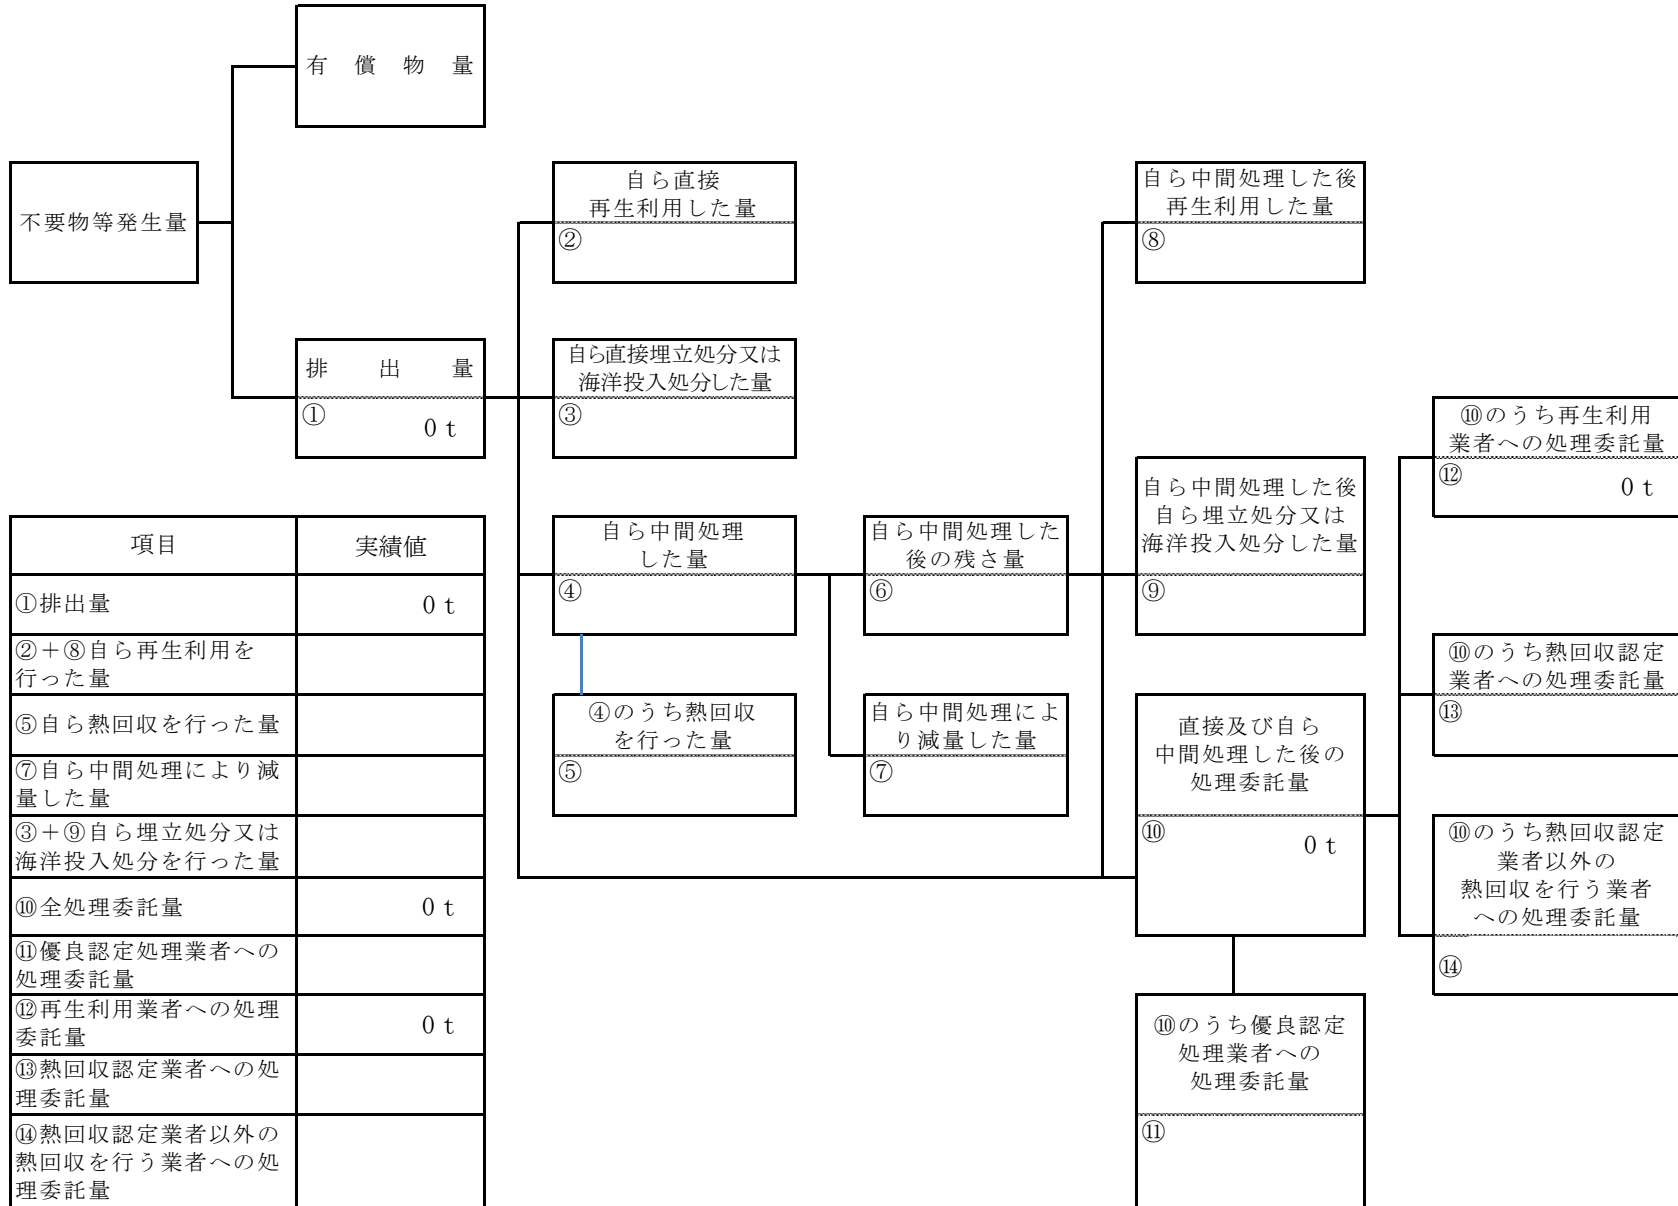 有償物量
不要物等発生量
排出量
①
0 t
自ら直接
再生利用した量
②
自ら直接埋立処分又は
海洋投入処分した量
③
自ら中間処理
した量
④
④のうち熱回収
を行った量
⑤
自ら中間処理した
後の残さ量
⑥
自ら中間処理によ
り減量した量
⑦
自ら中間処理した後
再生利用した量
⑧
自ら中間処理した後
自ら埋立処分又は
海洋投入処分した量
⑨
直接及び自ら
中間処理した後の
処理委託量
⑩
0 t
⑩のうち優良認定
処理業者への
処理委託量
⑪
⑩のうち再生利用
業者への処理委託量
⑫
0 t
⑩のうち熱回収認定
業者への処理委託量
⑬
⑩のうち熱回収認定
業者以外の
熱回収を行う業者
への処理委託量
⑭
項目 実績値
①排出量 0 t
②+⑧自ら再生利用を
行った量
⑤自ら熱回収を行った量
⑦自ら中間処理により減
量した量
③+⑨自ら埋立処分又は
海洋投入処分を行った量
⑩全処理委託量 0 t
⑪優良認定処理業者への
処理委託量
⑫再生利用業者への処理
委託量 0 t
⑬熱回収認定業者への処
理委託量
⑭熱回収認定業者以外の
熱回収を行う業者への処
理委託量